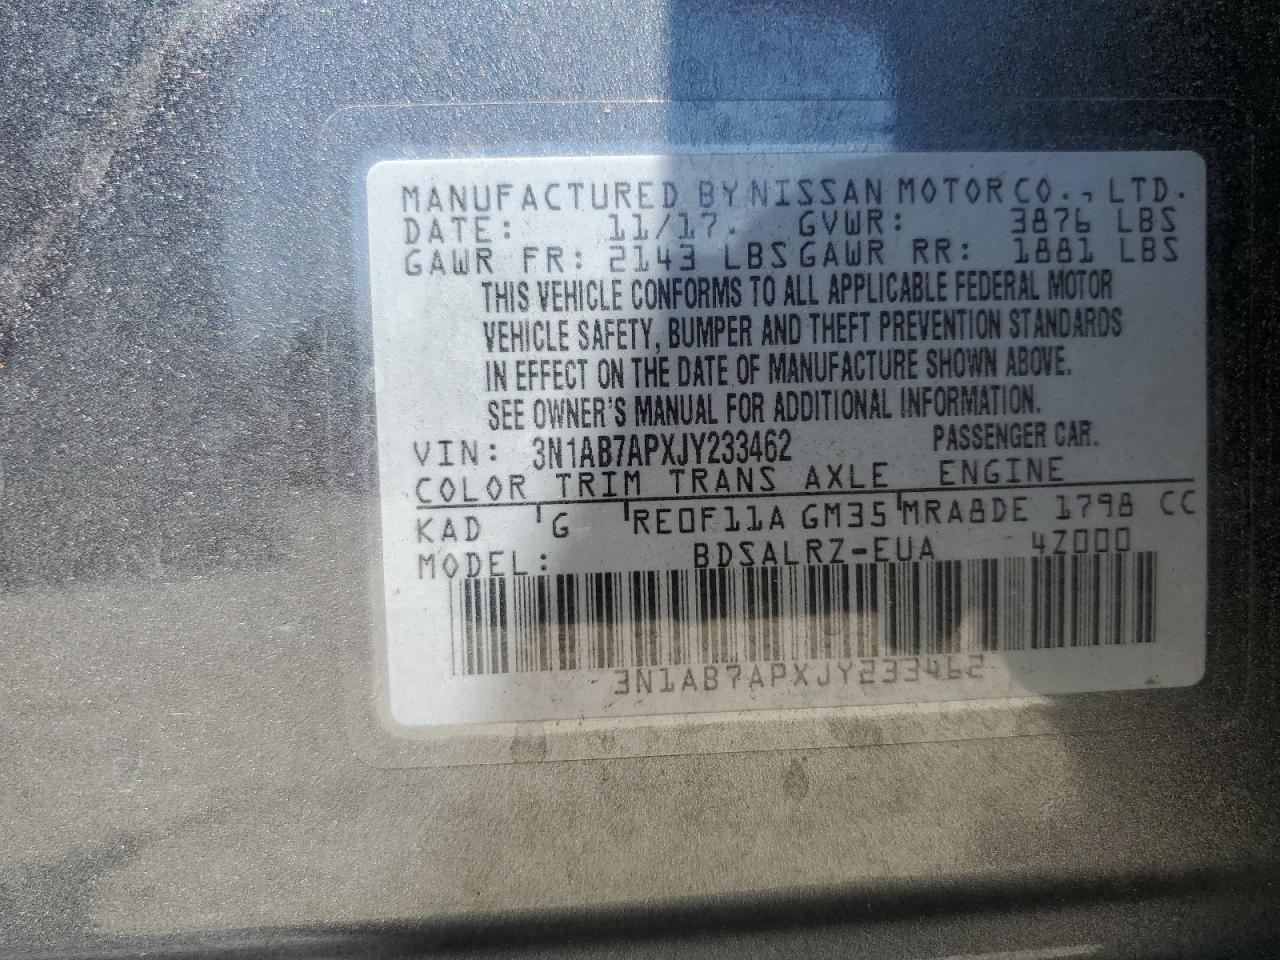 MANUFACTURED BY NISSAN MOTOR CO., LTD.
DATE: 11/17. GVWR: 3876 LBS
GAWR FR: 2143 LBS GAWR RR: 1881 LBS
THIS VEHICLE CONFORMS TO ALL APPLICABLE FEDERAL MOTOR
VEHICLE SAFETY, BUMPER AND THEFT PREVENTION STANDARDS
IN EFFECT ON THE DATE OF MANUFACTURE SHOWN ABOVE.
SEE OWNER'S MANUAL FOR ADDITIONAL INFORMATION.
VIN: 3N1AB7APXJY233462 PASSENGER CAR.
COLOR TRIM TRANS AXLE ENGINE
KAD G RE0F11A GM35 MRA8DE 1798 CC
MODEL: BDSALRZ-EUA 4Z000
3N1AB7APXJY233462